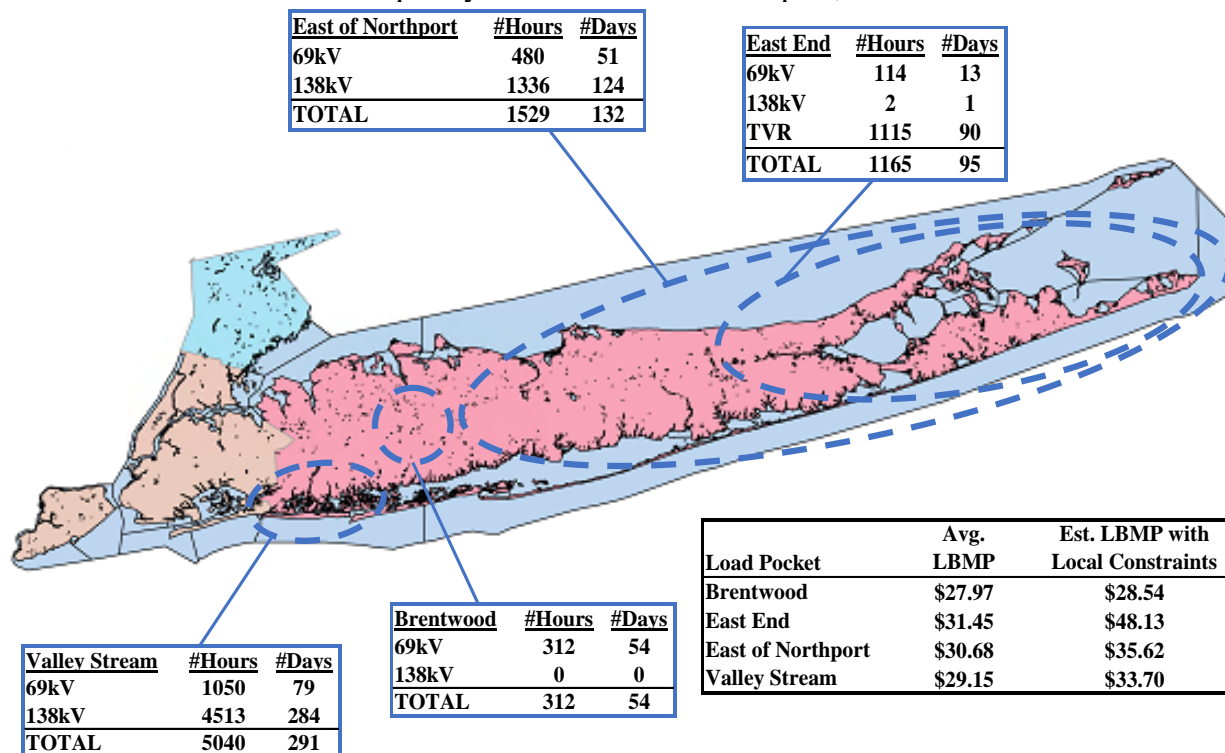 East of Northport #Hours #Days
69kV 480 51
138kV 1336 124
TOTAL 1529 132
East End #Hours #Days
69kV 114 13
138kV 2 1
TVR 1115 90
TOTAL 1165 95
Avg. Est. LBMP with
Load Pocket LBMP Local Constraints
Brentwood $27.97 $28.54
East End $31.45 $48.13
East of Northport $30.68 $35.62
Valley Stream $29.15 $33.70
Brentwood #Hours #Days
69kV 312 54
138kV 0 0
TOTAL 312 54
Valley Stream #Hours #Days
69kV 1050 79
138kV 4513 284
TOTAL 5040 291